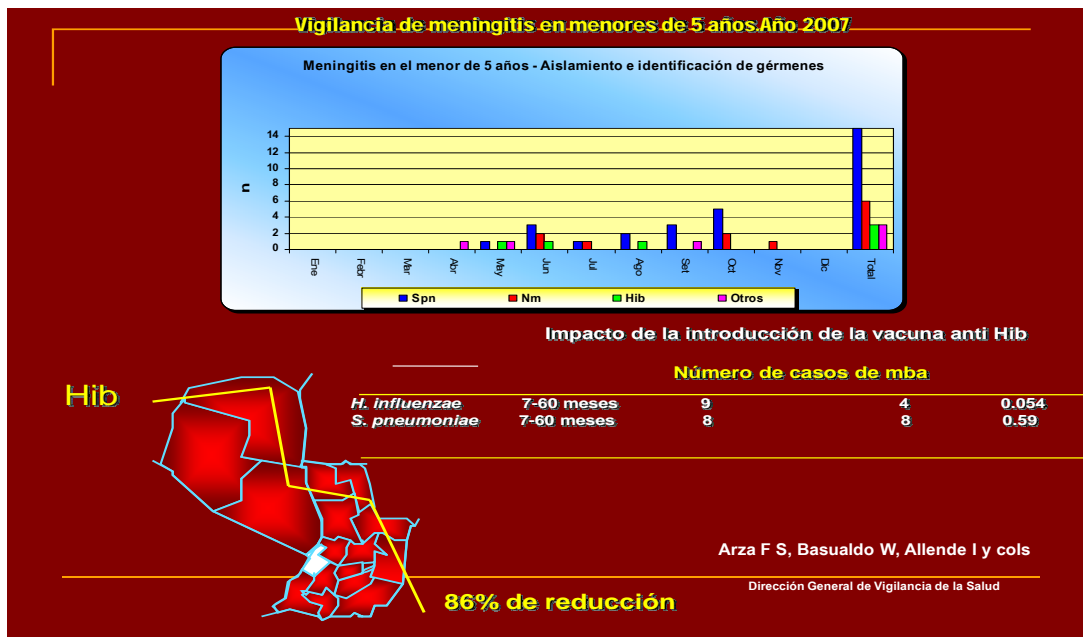 Vigilancia de meningitis en menores de 5 años.Año 2007
Meningitis en el menor de 5 años - Aislamiento e identificación de gérmenes
14
12
10
8
6
4
2
0
n
Ene
Febr
Mar
Abr
May
Jun
Jul
Ago
Set
Oct
Nov
Dic
Total
Spn Nm Hib Otros
Impacto de la introducción de la vacuna anti Hib
Número de casos de mba
Hib
H. influenzae 7-60 meses 9 4 0.054
S. pneumoniae 7-60 meses 8 8 0.59
Arza F S, Basualdo W, Allende I y cols
Dirección General de Vigilancia de la Salud
86% de reducción